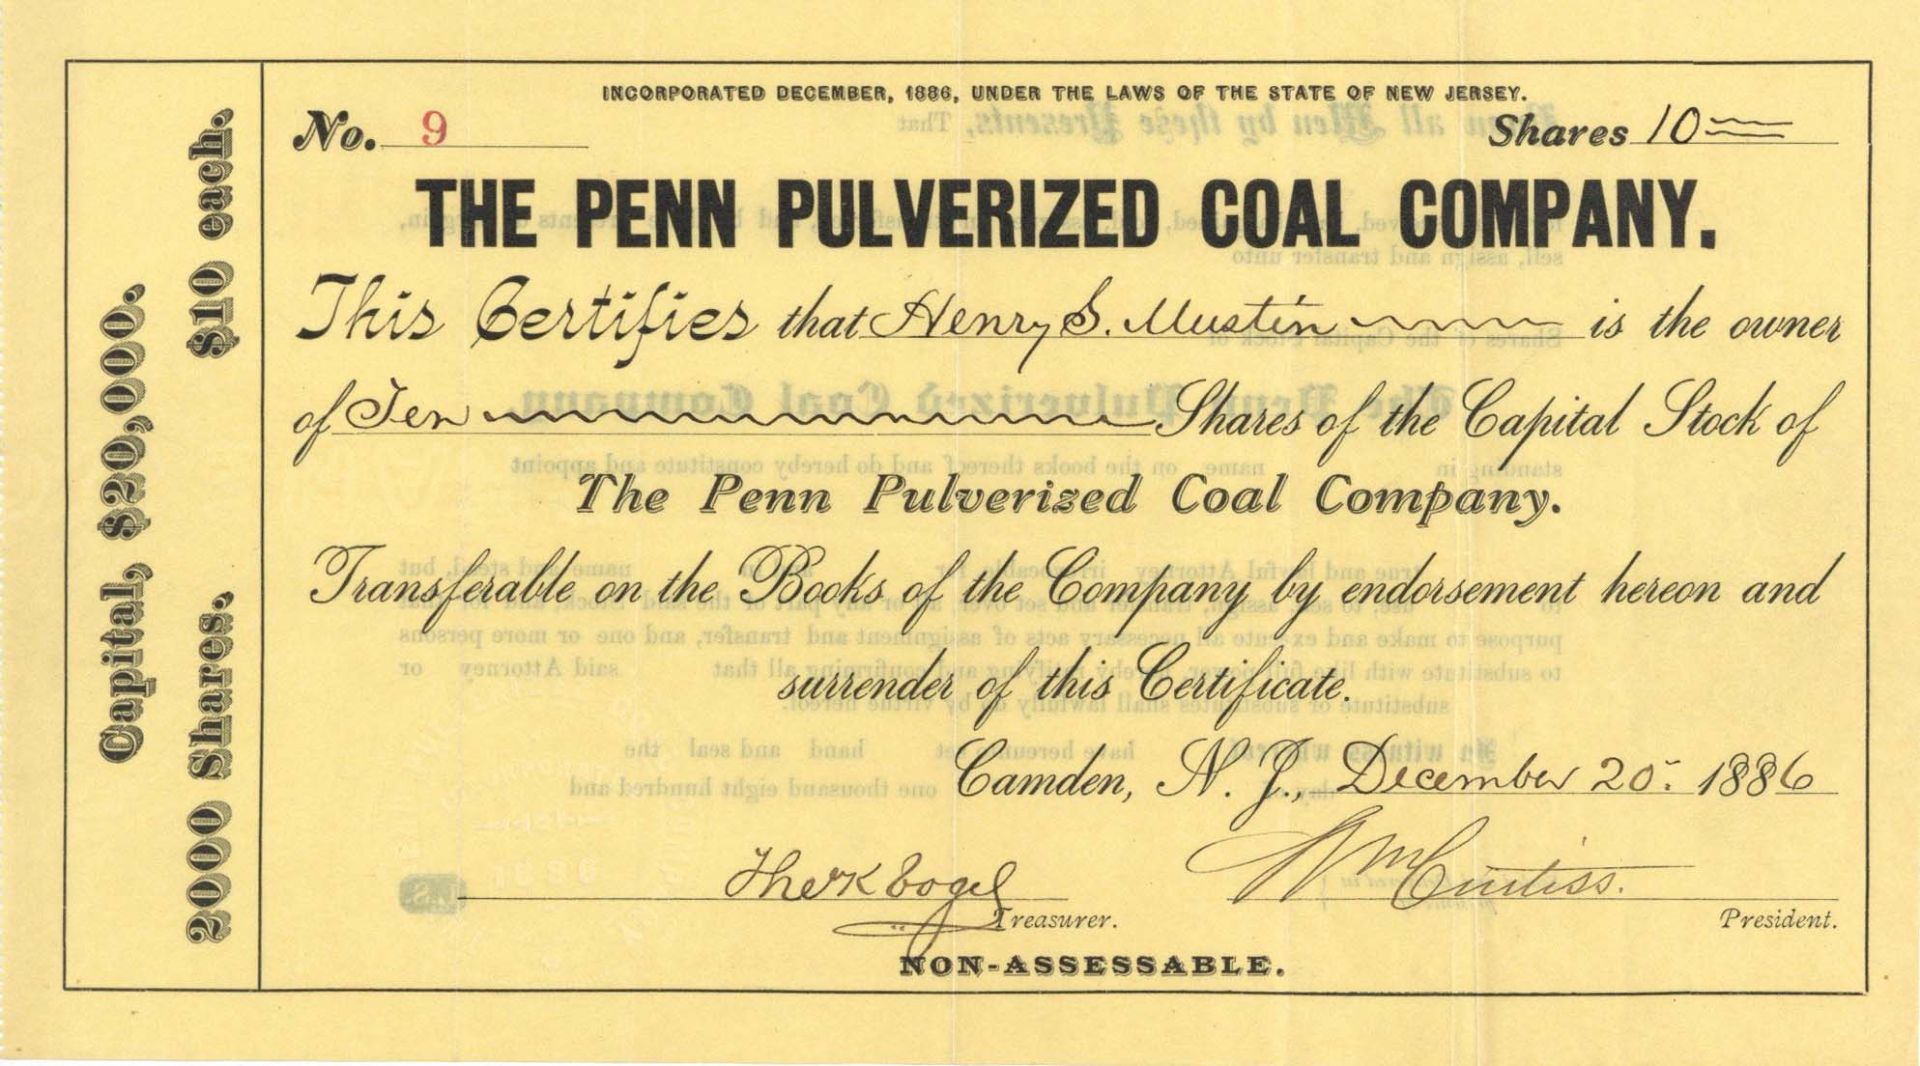 INCORPORATED DECEMBER, 1886, UNDER THE LAWS OF THE STATE OF NEW JERSEY.
No. 9
Shares 10
THE PENN PULVERIZED COAL COMPANY.
This Certifies that Henry S. Mustin is the owner
of Ten Shares of the Capital Stock of
The Penn Pulverized Coal Company.
Transferable on the Books of the Company by endorsement hereon and
surrender of this Certificate.
Camden, N. J., December 20. 1886
Wm Curtiss.
Treasurer.
President.
NON-ASSESSABLE.
Capital, $20,000.
2000 Shares. $10 each.